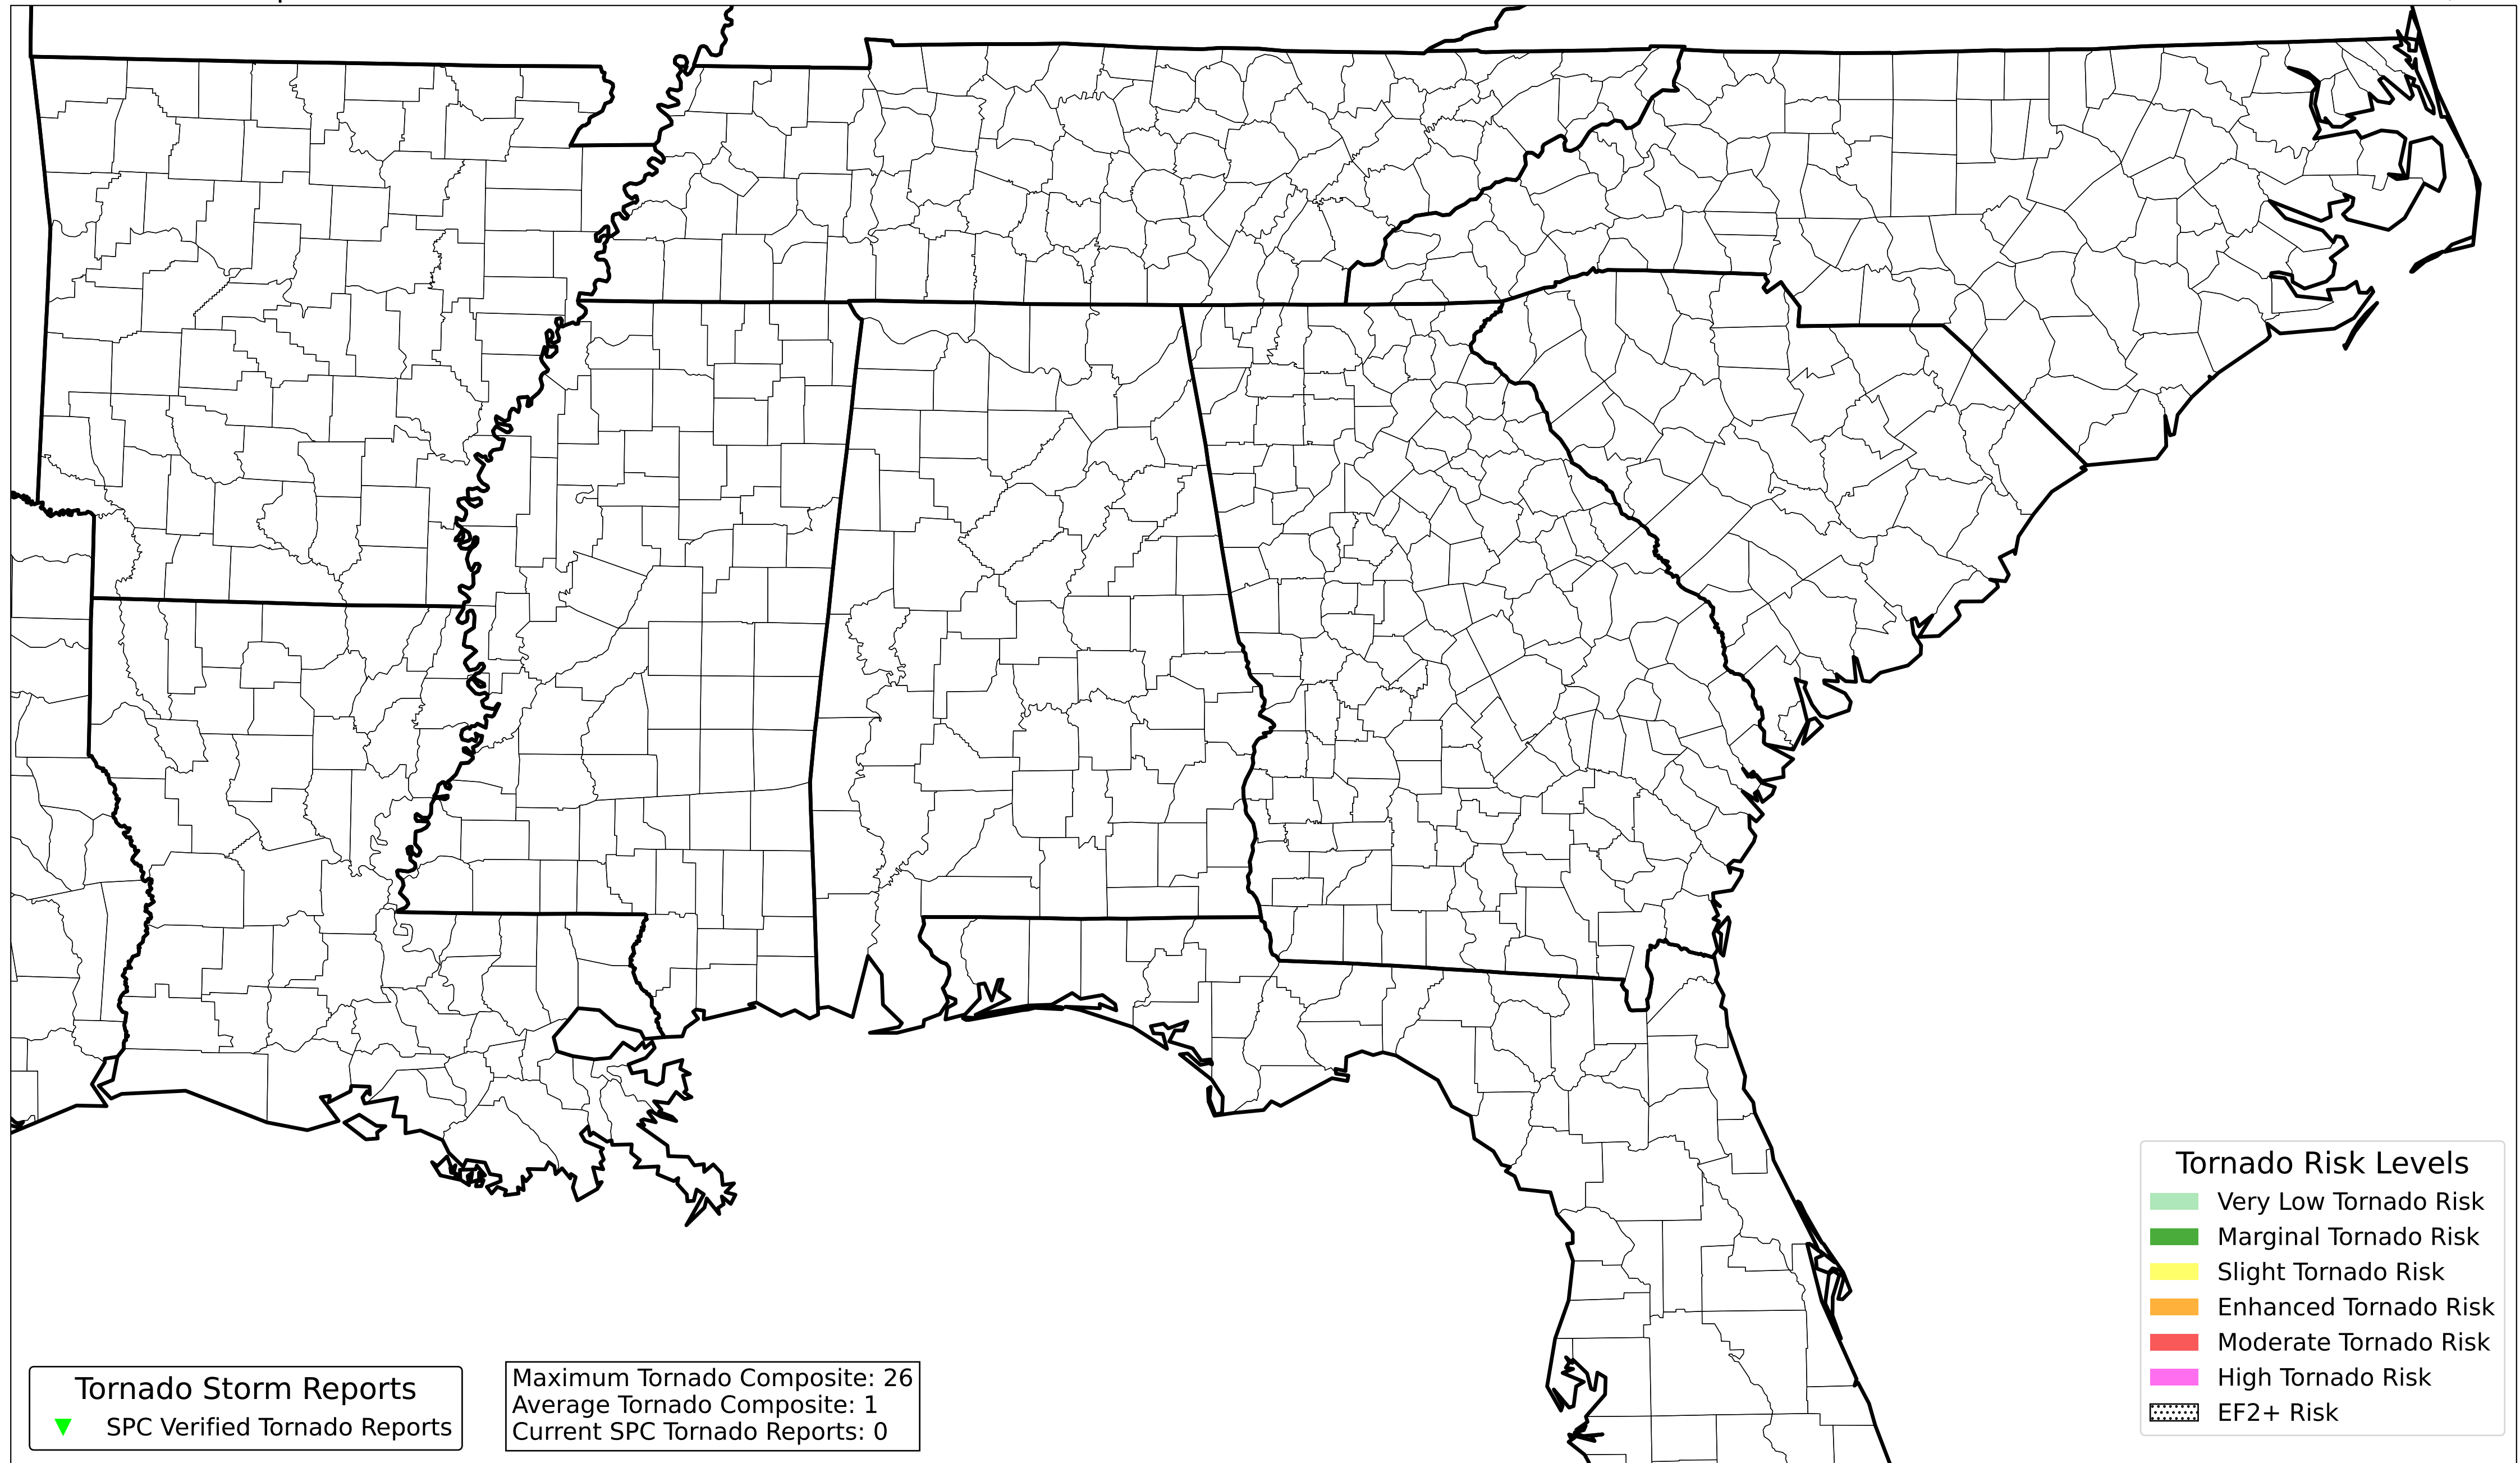 Tornado Storm Reports
SPC Verified Tornado Reports
Maximum Tornado Composite: 26
Average Tornado Composite: 1
Current SPC Tornado Reports: 0
Tornado Risk Levels
Very Low Tornado Risk
Marginal Tornado Risk
Slight Tornado Risk
Enhanced Tornado Risk
Moderate Tornado Risk
High Tornado Risk
EF2+ Risk